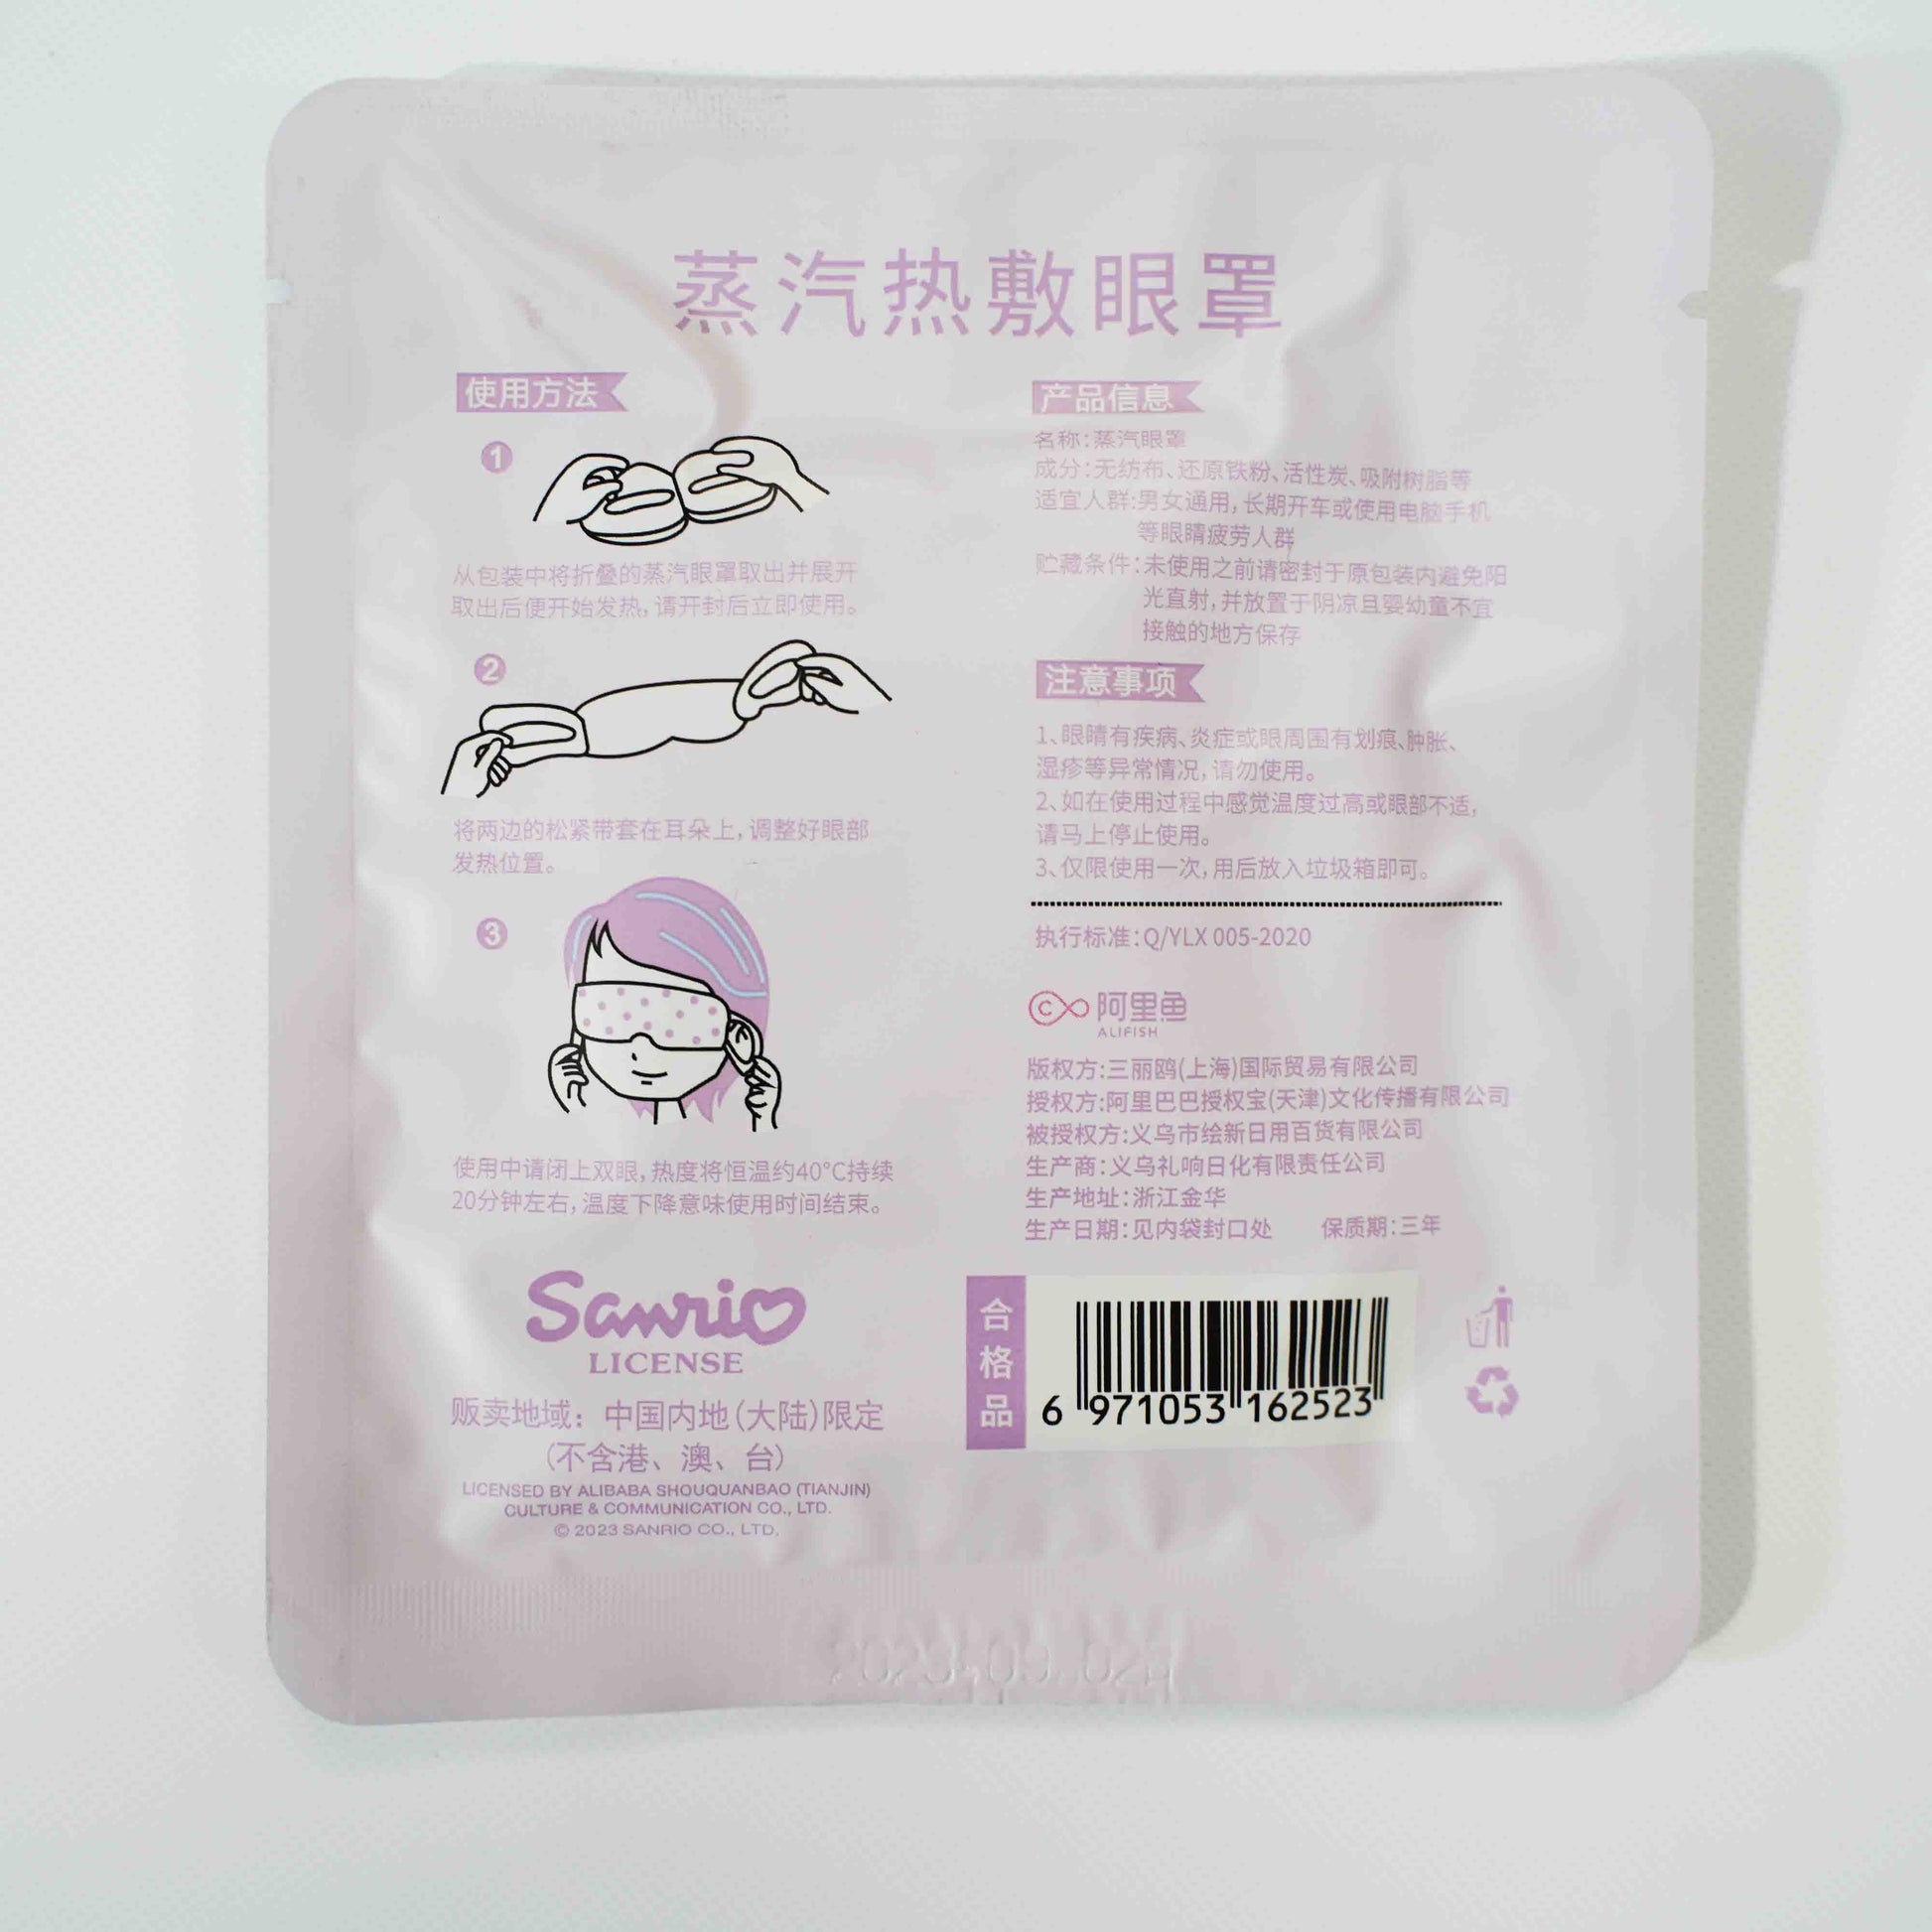 蒸汽热敷眼罩
使用方法
1
从包装中将折叠的蒸汽眼罩取出并展开
取出后便开始发热,请开封后立即使用。
2
将两边的松紧带套在耳朵上,调整好眼部
发热位置。
3
使用中请闭上双眼,热度将恒温约40°C持续
20分钟左右,温度下降意味使用时间结束。
Sanrio
LICENSE
贩卖地域：中国内地(大陆)限定
(不含港、澳、台)
LICENSED BY ALIBABA SHOUQUANBAO (TIANJIN)
CULTURE & COMMUNICATION CO., LTD.
© 2023 SANRIO CO., LTD.
产品信息
名称:蒸汽眼罩
成分:无纺布、还原铁粉、活性炭、吸附树脂等
适宜人群:男女通用,长期开车或使用电脑手机
等眼睛疲劳人群
贮藏条件:未使用之前请密封于原包装内避免阳
光直射,并放置于阴凉且婴幼童不宜
接触的地方保存
注意事项
1、眼睛有疾病、炎症或眼周围有划痕、肿胀、
湿疹等异常情况,请勿使用。
2、如在使用过程中感觉温度过高或眼部不适,
请马上停止使用。
3、仅限使用一次,用后放入垃圾箱即可。
执行标准:Q/YLX 005-2020
阿里鱼
ALIFISH
版权方:三丽鸥(上海)国际贸易有限公司
授权方:阿里巴巴授权宝(天津)文化传播有限公司
被授权方:义乌市绘新日用百货有限公司
生产商:义乌礼响日化有限责任公司
生产地址:浙江金华
生产日期:见内袋封口处 保质期:三年
合格品
6 971053 162523